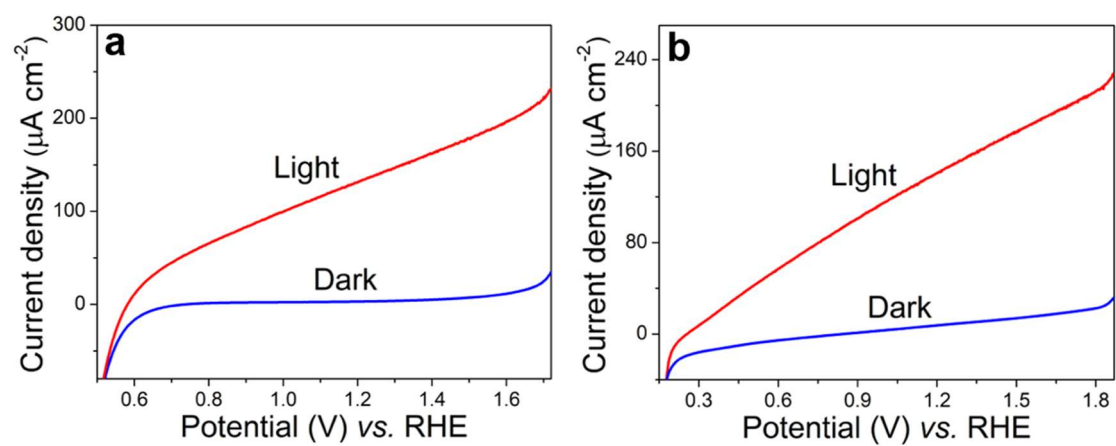 a
300
200
100
0
Current density (μA cm⁻²)
Light
Dark
0.6 0.8 1.0 1.2 1.4 1.6
Potential (V) vs. RHE
b
240
160
80
0
Current density (μA cm⁻²)
Light
Dark
0.3 0.6 0.9 1.2 1.5 1.8
Potential (V) vs. RHE